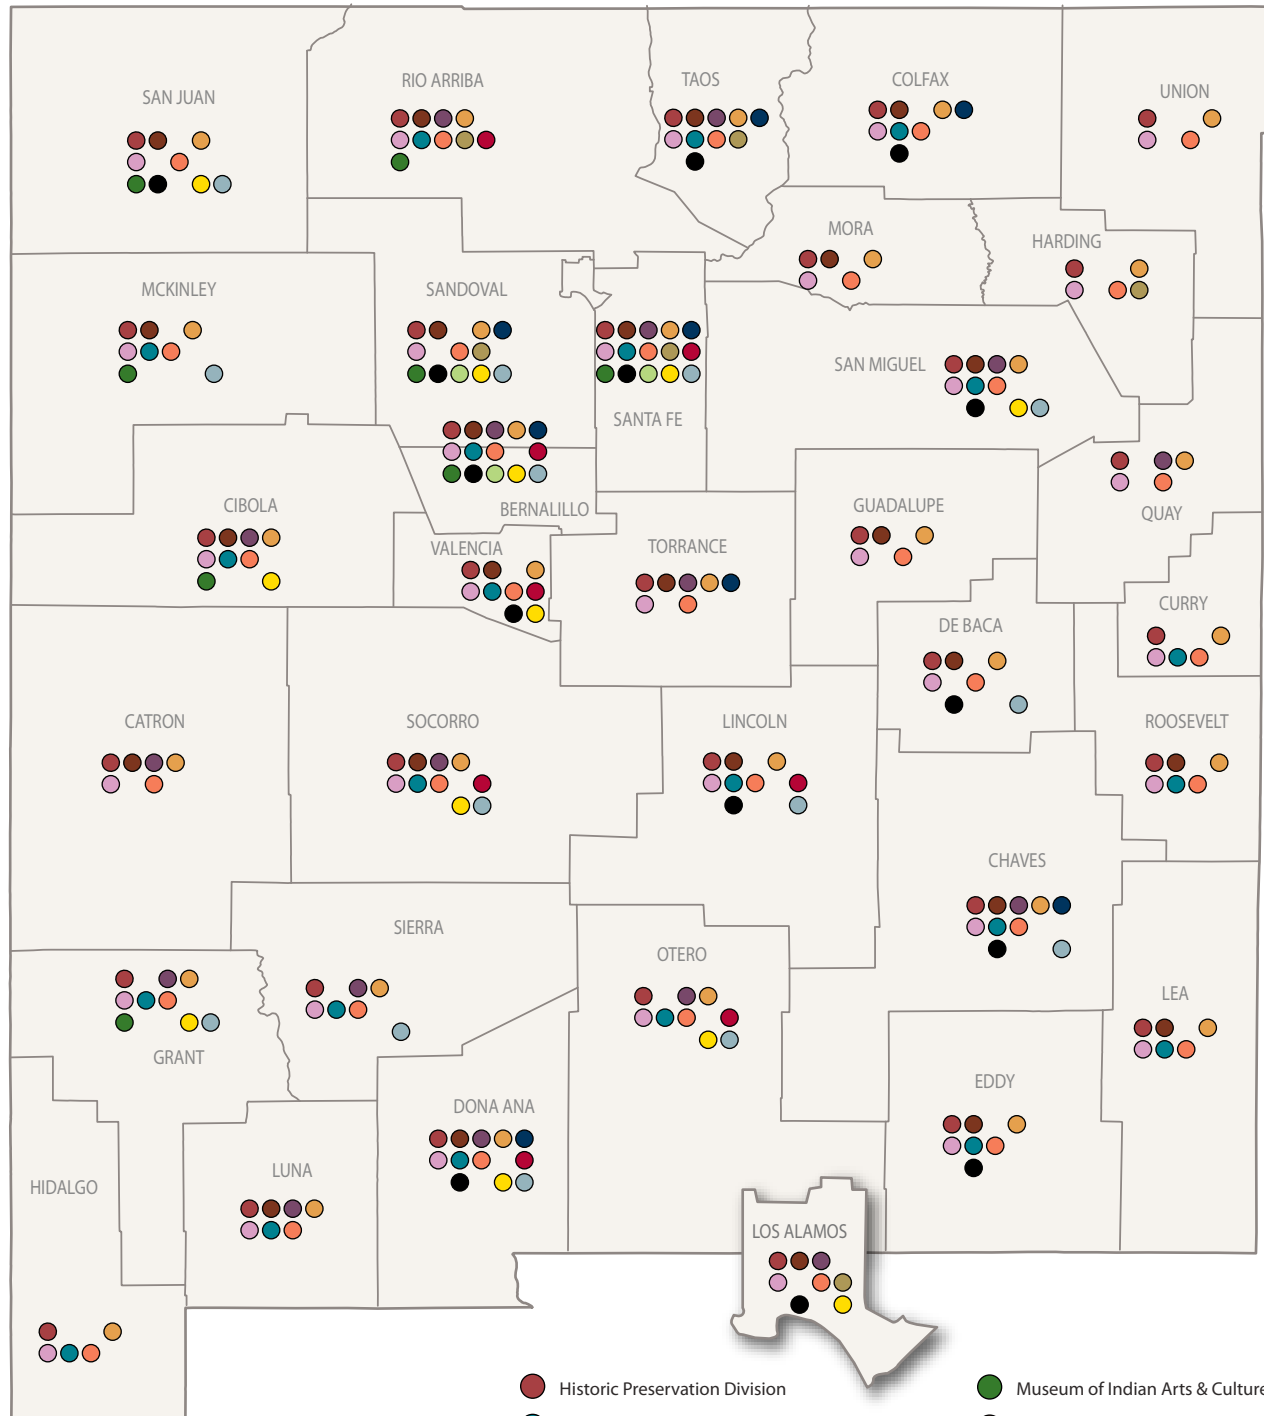 RIO ARRIBA
TAOS
COLFAX
UNION
SAN JUAN
MORA
HARDING
MCKINLEY
SANDOVAL
SAN MIGUEL
SANTA FE
CIBOLA
BERNALILLO
GUADALUPE
QUAY
VALENCIA
TORRANCE
CURRY
DE BACA
CATRON
SOCORRO
LINCOLN
ROOSEVELT
CHAVES
SIERRA
OTERO
LEA
GRANT
EDDY
DONA ANA
LUNA
HIDALGO
LOS ALAMOS
Historic Preservation Division
Museum of Indian Arts & Culture